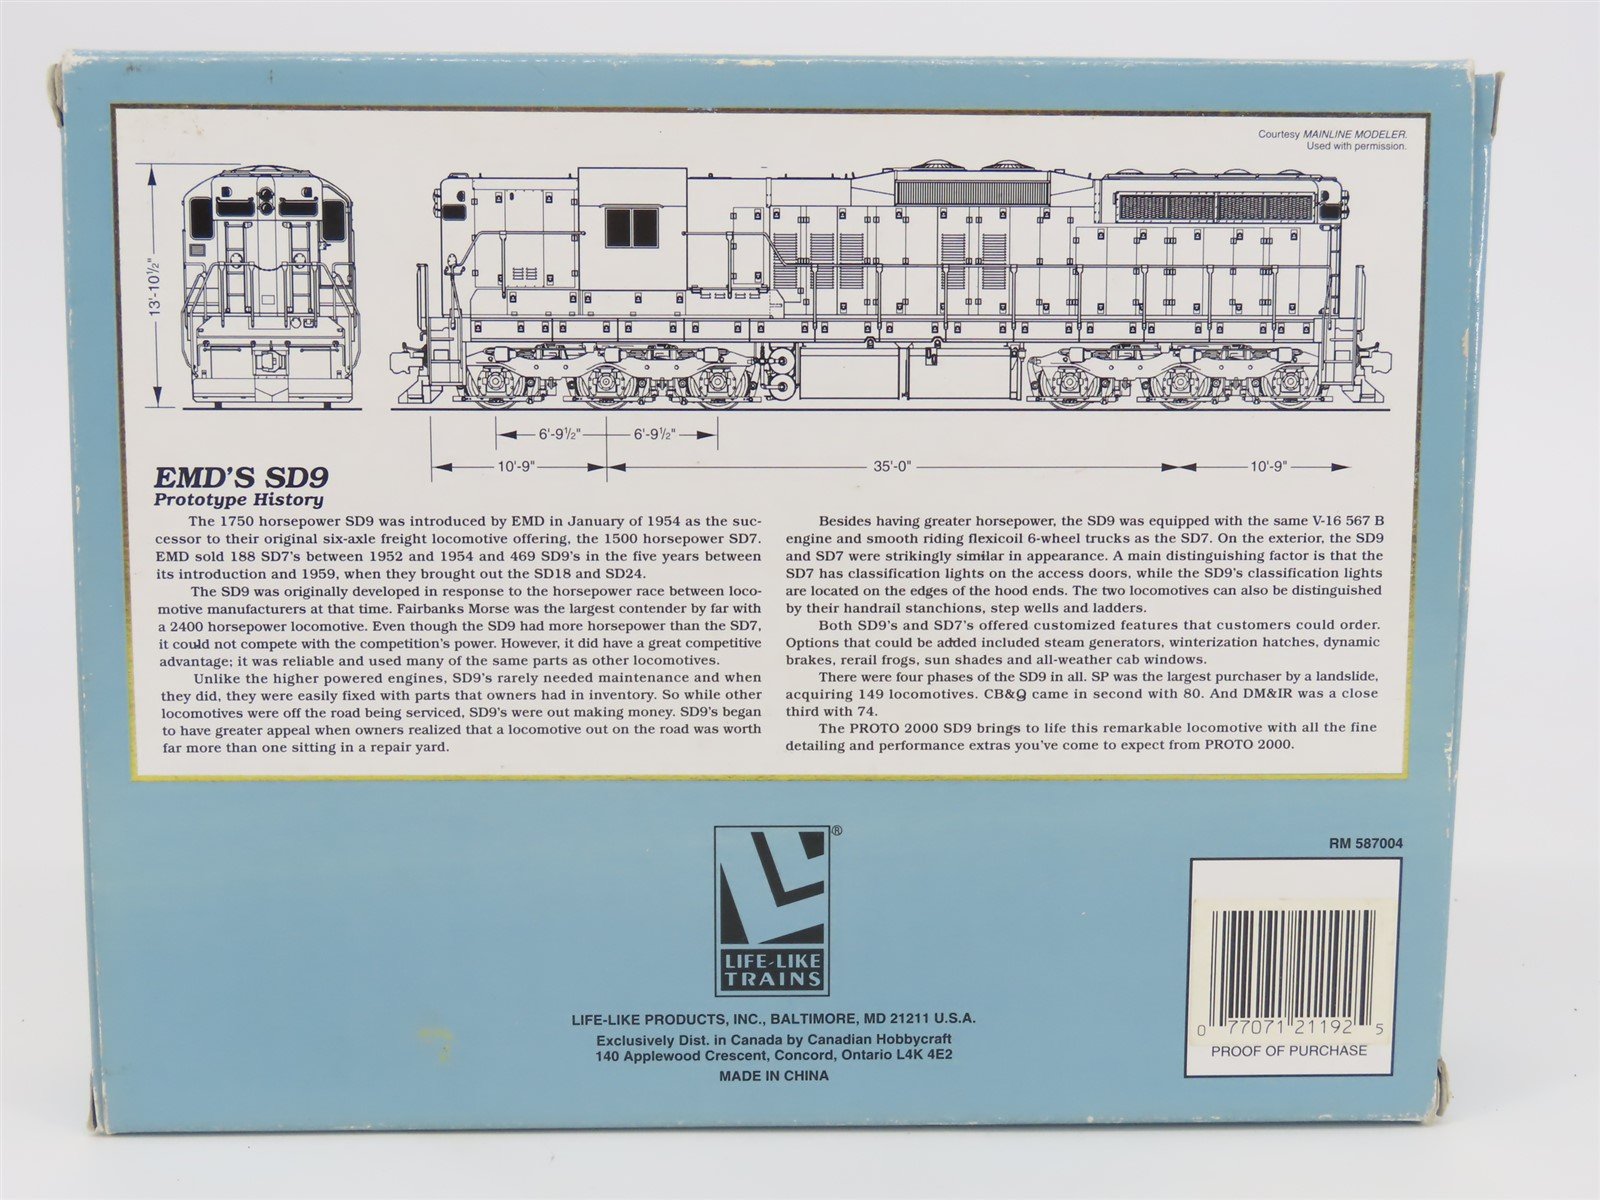 Courtesy MAINLINE MODELER.
Used with permission.
13'-10½"
6'-9½"
6'-9½"
10'-9"
35'-0"
10'-9"
EMD'S SD9
Prototype History
The 1750 horsepower SD9 was introduced by EMD in January of 1954 as the suc-
cessor to their original six-axle freight locomotive offering, the 1500 horsepower SD7.
EMD sold 188 SD7's between 1952 and 1954 and 469 SD9's in the five years between
its introduction and 1959, when they brought out the SD18 and SD24.
The SD9 was originally developed in response to the horsepower race between loco-
motive manufacturers at that time. Fairbanks Morse was the largest contender by far with
a 2400 horsepower locomotive. Even though the SD9 had more horsepower than the SD7,
it could not compete with the competition's power. However, it did have a great competitive
advantage; it was reliable and used many of the same parts as other locomotives.
Unlike the higher powered engines, SD9's rarely needed maintenance and when
they did, they were easily fixed with parts that owners had in inventory. So while other
locomotives were off the road being serviced, SD9's were out making money. SD9's began
to have greater appeal when owners realized that a locomotive out on the road was worth
far more than one sitting in a repair yard.
Besides having greater horsepower, the SD9 was equipped with the same V-16 567 B
engine and smooth riding flexicoil 6-wheel trucks as the SD7. On the exterior, the SD9
and SD7 were strikingly similar in appearance. A main distinguishing factor is that the
SD7 has classification lights on the access doors, while the SD9's classification lights
are located on the edges of the hood ends. The two locomotives can also be distinguished
by their handrail stanchions, step wells and ladders.
Both SD9's and SD7's offered customized features that customers could order.
Options that could be added included steam generators, winterization hatches, dynamic
brakes, rerail frogs, sun shades and all-weather cab windows.
There were four phases of the SD9 in all. SP was the largest purchaser by a landslide,
acquiring 149 locomotives. CB&Q came in second with 80. And DM&IR was a close
third with 74.
The PROTO 2000 SD9 brings to life this remarkable locomotive with all the fine
detailing and performance extras you've come to expect from PROTO 2000.
®
LIFE-LIKE
TRAINS
LIFE-LIKE PRODUCTS, INC., BALTIMORE, MD 21211 U.S.A.
Exclusively Dist. in Canada by Canadian Hobbycraft
140 Applewood Crescent, Concord, Ontario L4K 4E2
MADE IN CHINA
RM 587004
0 77071 21192 5
PROOF OF PURCHASE